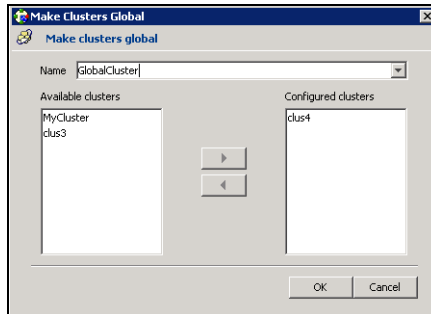 Make Clusters Global
Make clusters global
Name GlobalCluster
Available clusters Configured clusters
MyCluster clus4
clus3
OK Cancel